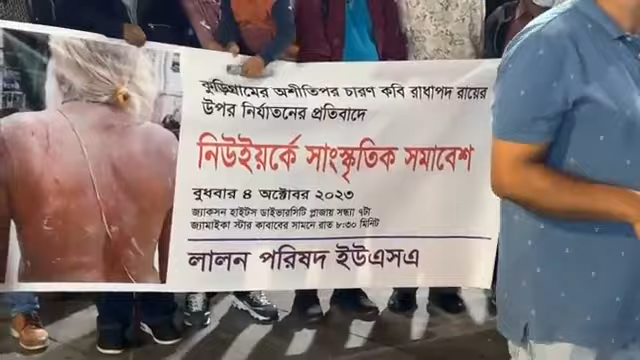 কুড়িগ্রামের অশীতিপর চারণ কবি রাধাপদ রায়ের
উপর নির্যাতনের প্রতিবাদে
নিউইয়র্কে সাংস্কৃতিক সমাবেশ
বুধবার ৪ অক্টোবর ২০২৩
জ্যাকসন হাইটস ডাইভারসিটি প্লাজায় সন্ধ্যা ৭টা
জ্যামাইকা স্টার কাবাবের সামনে রাত ৮:৩০ মিনিট
লালন পরিষদ ইউএসএ